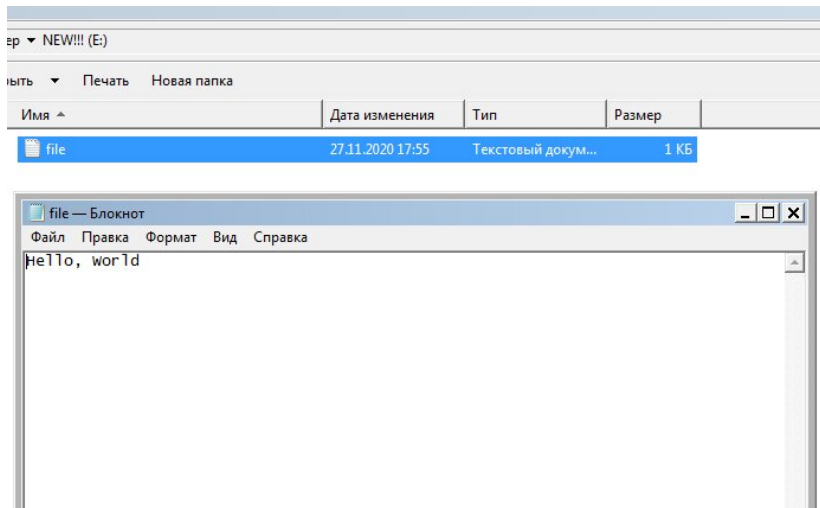 ер ▾ NEW!!! (E:)
ыть ▾ Печать Новая папка
Имя Дата изменения Тип Размер
file 27.11.2020 17:55 Текстовый докум... 1 КБ
file — Блокнот
Файл Правка Формат Вид Справка
Hello, world